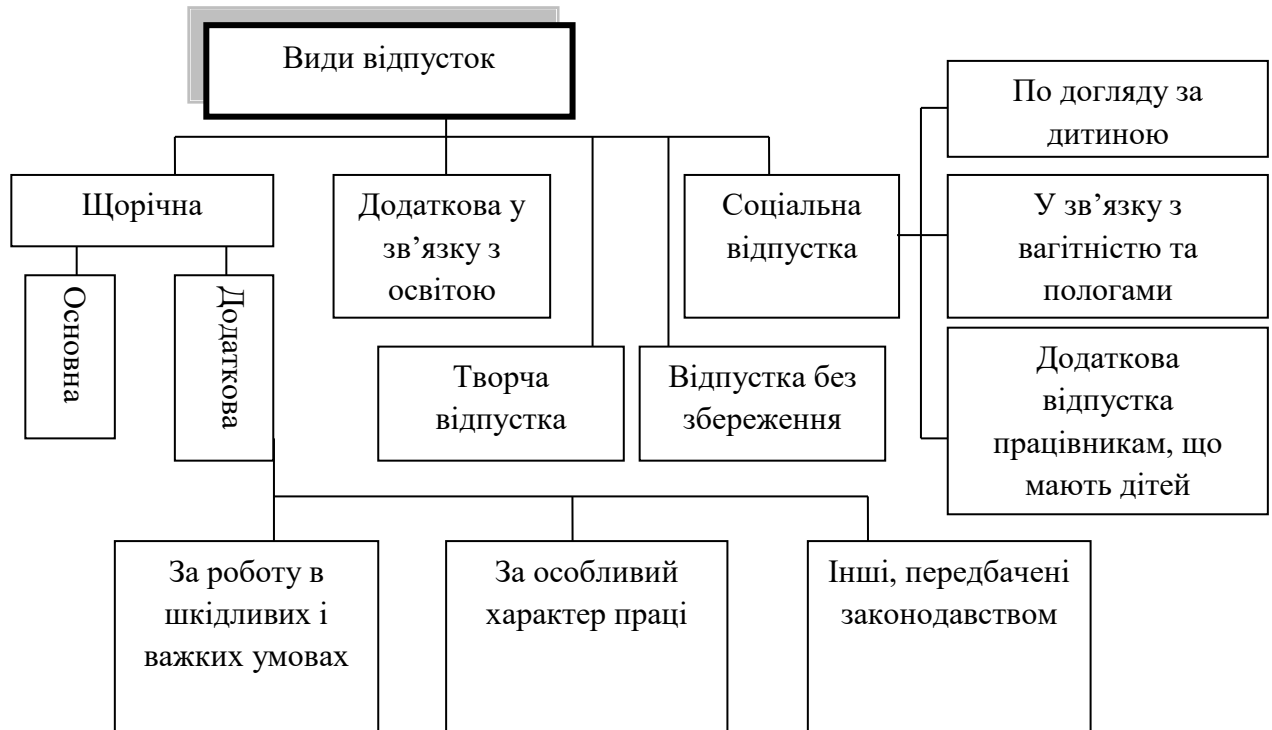 Види відпусток
По догляду за
дитиною
Щорічна
Додаткова у
зв’язку з
освітою
Соціальна
відпустка
У зв’язку з
вагітністю та
пологами
Основна
Додаткова
Творча
відпустка
Відпустка без
збереження
Додаткова
відпустка
працівникам, що
мають дітей
За роботу в
шкідливих і
важких умовах
За особливий
характер праці
Інші, передбачені
законодавством